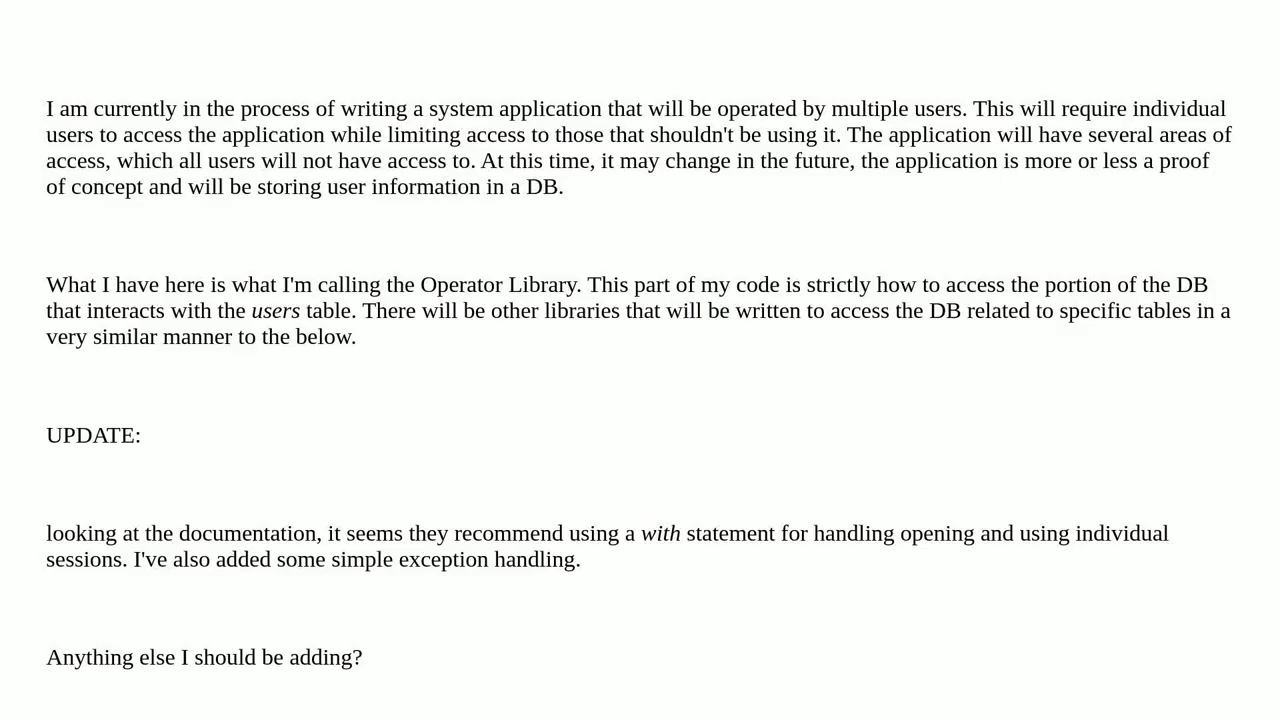 I am currently in the process of writing a system application that will be operated by multiple users. This will require individual
users to access the application while limiting access to those that shouldn't be using it. The application will have several areas of
access, which all users will not have access to. At this time, it may change in the future, the application is more or less a proof
of concept and will be storing user information in a DB.
What I have here is what I'm calling the Operator Library. This part of my code is strictly how to access the portion of the DB
that interacts with the users table. There will be other libraries that will be written to access the DB related to specific tables in a
very similar manner to the below.
UPDATE:
looking at the documentation, it seems they recommend using a with statement for handling opening and using individual
sessions. I've also added some simple exception handling.
Anything else I should be adding?